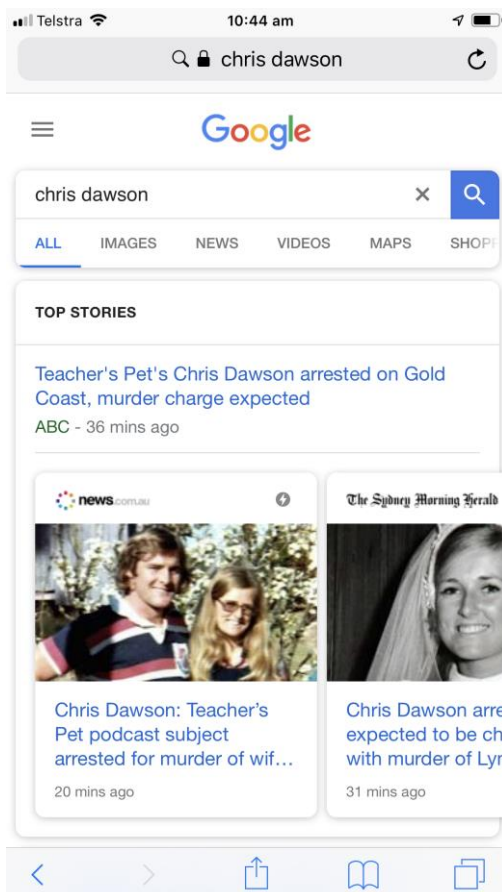 Telstra 10:44 am
chris dawson
Google
chris dawson
ALL IMAGES NEWS VIDEOS MAPS SHOPP
TOP STORIES
Teacher's Pet's Chris Dawson arrested on Gold
Coast, murder charge expected
ABC - 36 mins ago
news.com.au
The Sydney Morning Herald
Chris Dawson: Teacher's
Pet podcast subject
arrested for murder of wif...
20 mins ago
Chris Dawson arre
expected to be ch
with murder of Lyn
31 mins ago